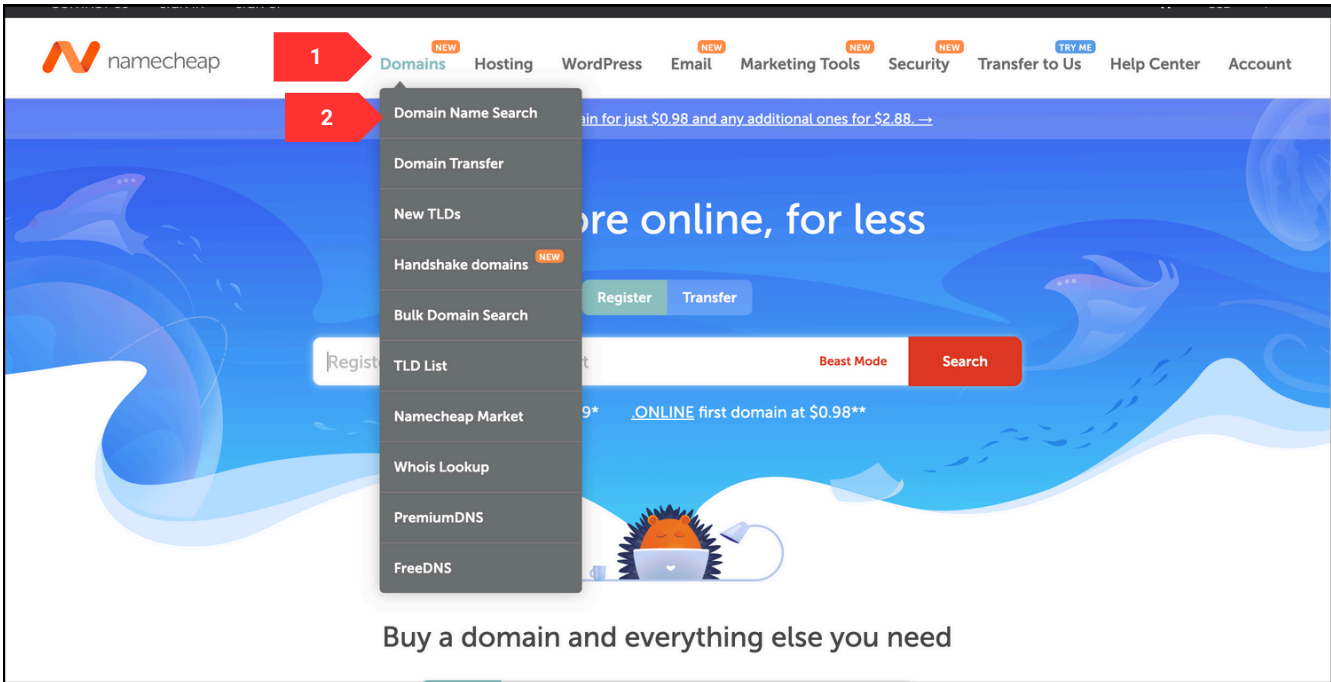 namecheap
1
NEW NEW NEW NEW TRY ME
Domains Hosting WordPress Email Marketing Tools Security Transfer to Us Help Center Account
2
Domain Name Search
for just $0.98 and any additional ones for $2.88. →
Domain Transfer
New TLDs
online, for less
Handshake domains NEW
Register Transfer
Bulk Domain Search
TLD List
Beast Mode Search
Namecheap Market
.ONLINE first domain at $0.98**
Whois Lookup
PremiumDNS
FreeDNS
Buy a domain and everything else you need